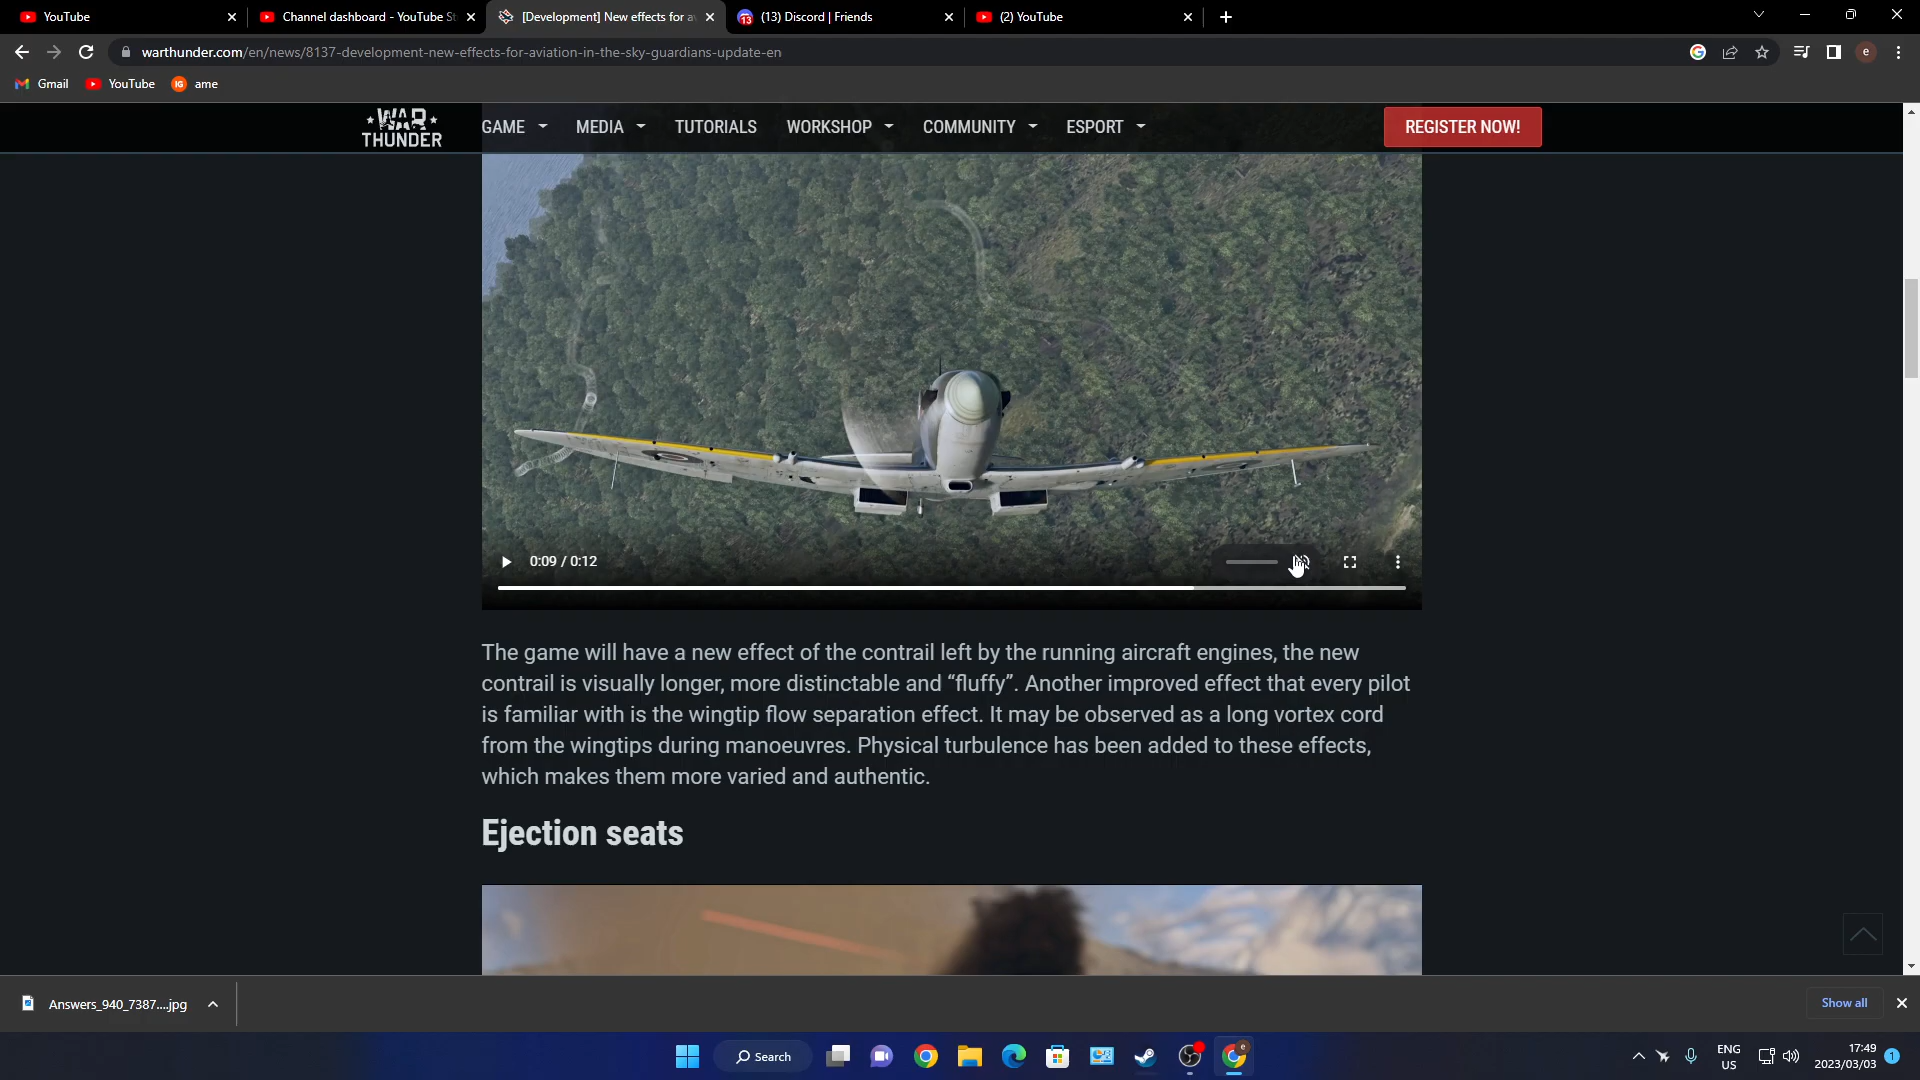 YouTube
Channel dashboard - YouTube St
[Development] New effects for av
(13) Discord | Friends
(2) YouTube
warthunder.com/en/news/8137-development-new-effects-for-aviation-in-the-sky-guardians-update-en
e
Gmail
YouTube
IG
ame
WAR
THUNDER
GAME
MEDIA
TUTORIALS
WORKSHOP
COMMUNITY
ESPORT
REGISTER NOW!
0:09 / 0:12
The game will have a new effect of the contrail left by the running aircraft engines, the new
contrail is visually longer, more distinctable and “fluffy”. Another improved effect that every pilot
is familiar with is the wingtip flow separation effect. It may be observed as a long vortex cord
from the wingtips during manoeuvres. Physical turbulence has been added to these effects,
which makes them more varied and authentic.
Ejection seats
Answers_940_7387....jpg
Show all
Search
e
ENG
US
17:49
2023/03/03
1